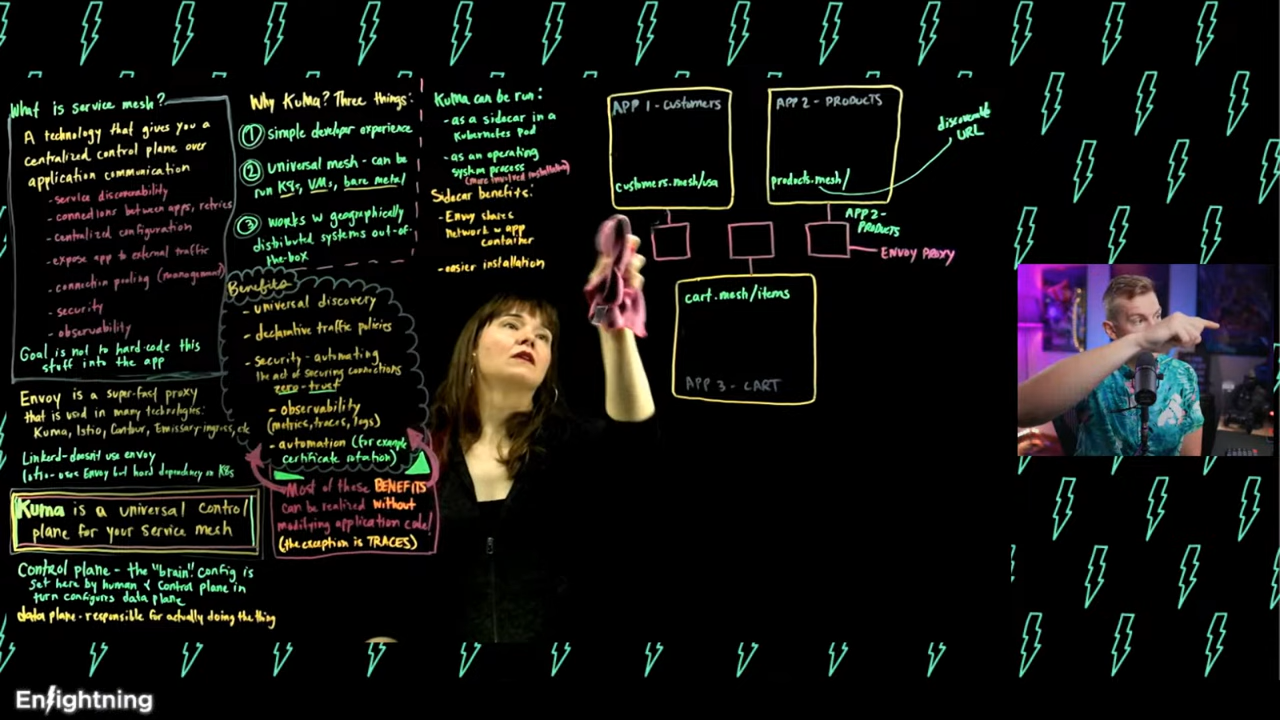 What is service mesh?
A technology that gives you a
centralized control plane over
application communication
- service discoverability
- connections between apps, retries
- centralized configuration
- expose app to external traffic
- connection pooling (management)
- security
- observability
Goal is not to hard-code this
stuff into the app
Envoy is a super-fast proxy
that is used in many technologies:
Kuma, Istio, Contour, Emissary-ingress, etc
Linkerd - doesn't use envoy
Istio - uses Envoy but hard dependency on K8s
Kuma is a universal control
plane for your service mesh
Control plane - the "brain". config is
set here by human & control plane in
turn configures data plane
data plane - responsible for actually doing the thing
Why Kuma? Three things:
1 simple developer experience
2 universal mesh - can be
run K8s, VMs, bare metal
3 works w geographically
distributed systems out-of-
the-box
Benefits
- universal discovery
- declarative traffic policies
- security - automating
the act of securing connections
zero-trust
- observability
(metrics, traces, logs)
- automation (for example
certificate rotation)
Most of these BENEFITS
can be realized without
modifying application code!
(the exception is TRACES)
Kuma can be run:
- as a sidecar in a
Kubernetes Pod
- as an operating
system process
(more involved installation)
Sidecar benefits:
- Envoy shares
Network w app
container
- easier installation
APP 1 - customers
customers.mesh/usa
APP 2 - PRODUCTS
products.mesh/
discoverable
URL
APP 2 -
PRODUCTS
ENVOY PROXY
cart.mesh/items
APP 3 - CART
Enlightning